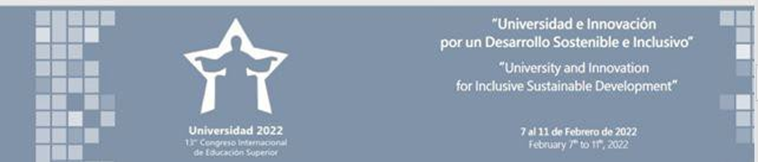 Universidad 2022
13º Congreso Internacional
de Educación Superior
"Universidad e Innovación
por un Desarrollo Sostenible e Inclusivo"
"University and Innovation
for Inclusive Sustainable Development"
7 al 11 de Febrero de 2022
February 7th to 11th, 2022